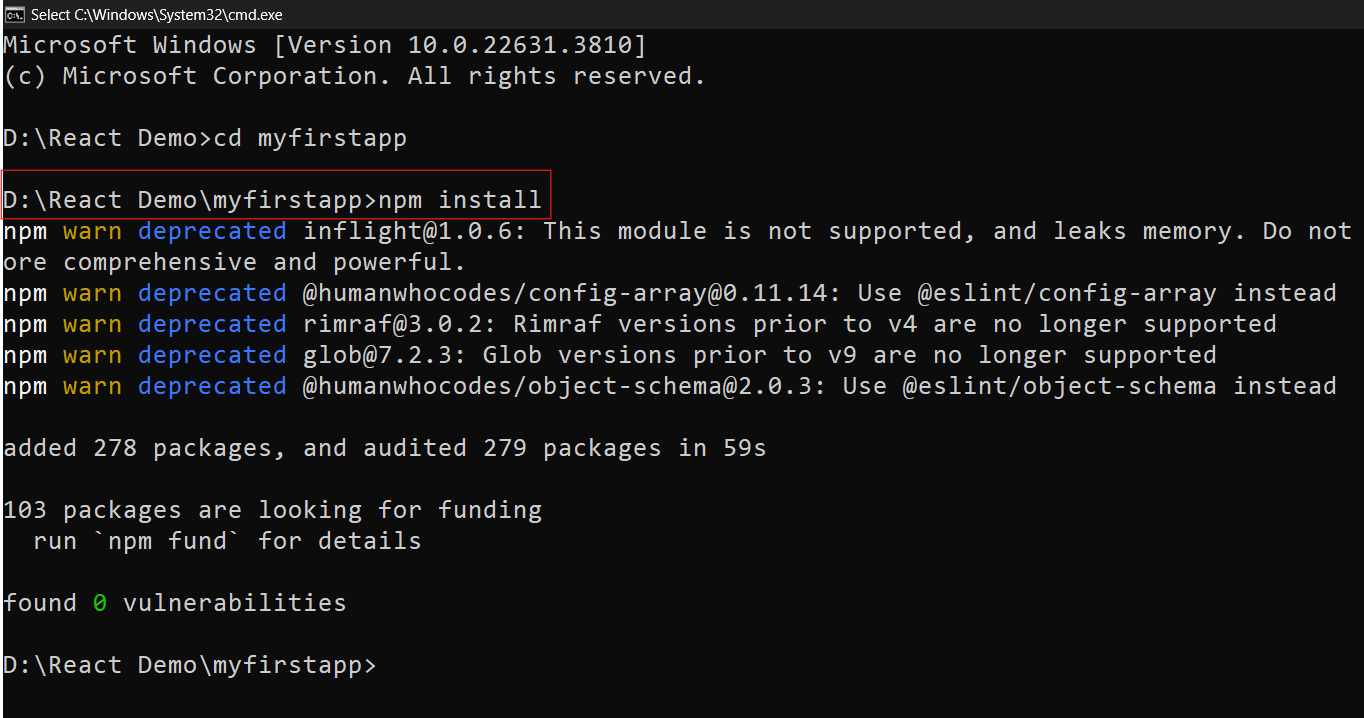 Select C:\Windows\System32\cmd.exe
Microsoft Windows [Version 10.0.22631.3810]
(c) Microsoft Corporation. All rights reserved.
D:\React Demo>cd myfirstapp
D:\React Demo\myfirstapp>npm install
npm warn deprecated inflight@1.0.6: This module is not supported, and leaks memory. Do not
ore comprehensive and powerful.
npm warn deprecated @humanwhocodes/config-array@0.11.14: Use @eslint/config-array instead
npm warn deprecated rimraf@3.0.2: Rimraf versions prior to v4 are no longer supported
npm warn deprecated glob@7.2.3: Glob versions prior to v9 are no longer supported
npm warn deprecated @humanwhocodes/object-schema@2.0.3: Use @eslint/object-schema instead
added 278 packages, and audited 279 packages in 59s
103 packages are looking for funding
  run `npm fund` for details
found 0 vulnerabilities
D:\React Demo\myfirstapp>